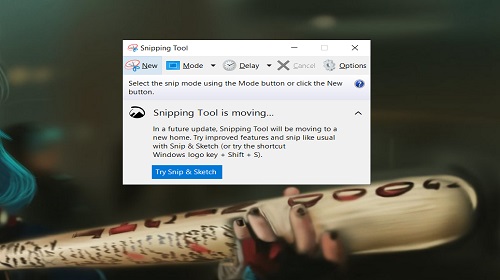 Snipping Tool
New Mode Delay Cancel Options
Select the snip mode using the Mode button or click the New
button.
Snipping Tool is moving...
In a future update, Snipping Tool will be moving to a
new home. Try improved features and snip like usual
with Snip & Sketch (or try the shortcut
Windows logo key + Shift + S).
Try Snip & Sketch